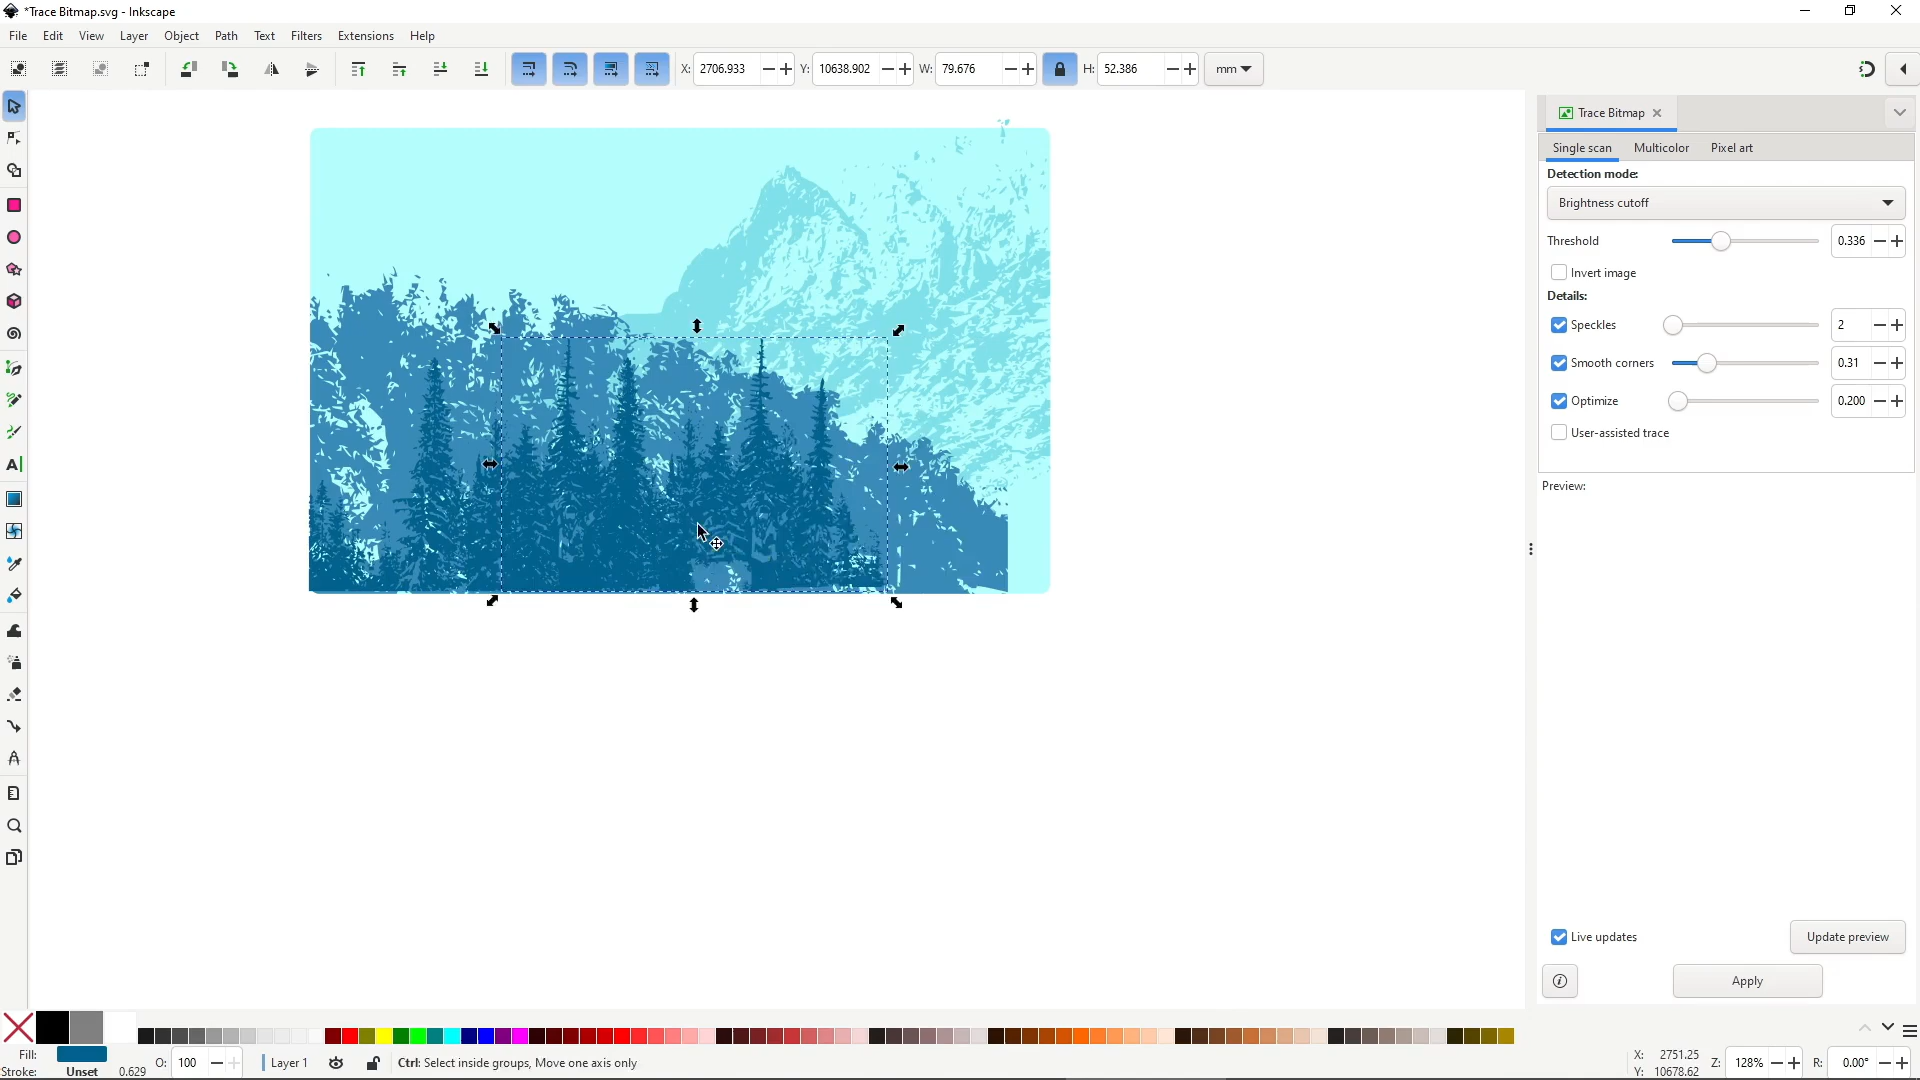 *Trace Bitmap.svg - Inkscape
File Edit View Layer Object Path Text Filters Extensions Help
X: 2706.933 Y: 10638.902 W: 79.676 H: 52.386 mm
Trace Bitmap
Single scan Multicolor Pixel art
Detection mode:
Brightness cutoff
Threshold 0.336
Invert image
Details:
Speckles 2
Smooth corners 0.31
Optimize 0.200
User-assisted trace
Preview:
Live updates Update preview
Apply
Fill:
Stroke: Unset 0.629 O: 100 Layer 1 Ctrl: Select inside groups, Move one axis only
X: 2751.25
Y: 10678.62
Z: 128% R: 0.00°